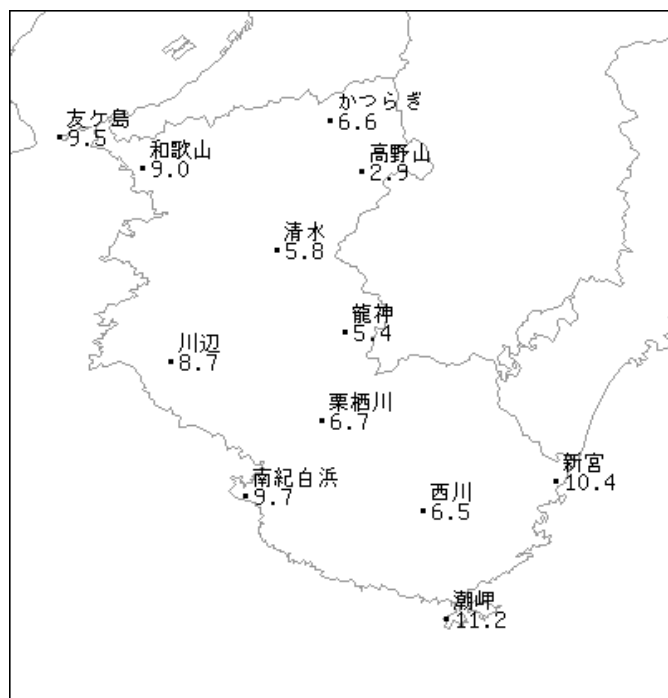 かつらぎ
6.6
友ケ島
9.5
和歌山
9.0
高野山
2.9
清水
5.8
龍神
5.4
川辺
8.7
栗栖川
6.7
新宮
10.4
南紀白浜
9.7
西川
6.5
潮岬
11.2